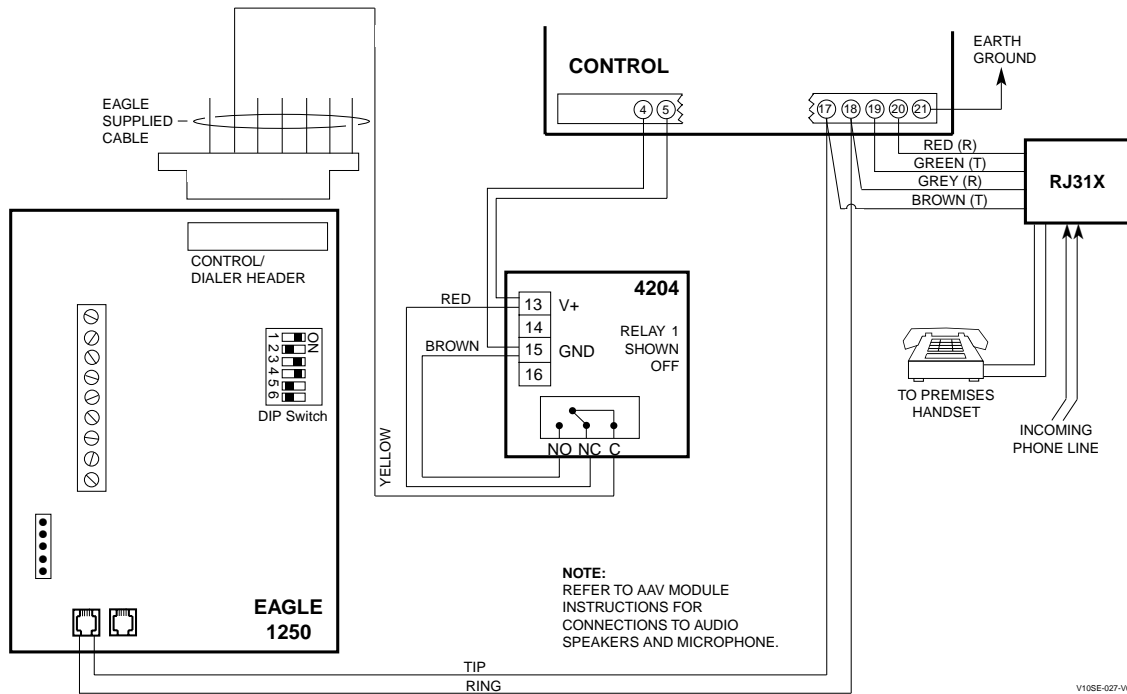 CONTROL
EARTH
GROUND
4
5
17
18
19
20
21
EAGLE
SUPPLIED
CABLE
RED (R)
GREEN (T)
GREY (R)
BROWN (T)
RJ31X
CONTROL/
DIALER HEADER
ON
1
2
3
4
5
6
DIP Switch
4204
RED
13
V+
14
BROWN
15
GND
16
RELAY 1
SHOWN
OFF
NO
NC
C
YELLOW
TO PREMISES
HANDSET
INCOMING
PHONE LINE
NOTE:
REFER TO AAV MODULE
INSTRUCTIONS FOR
CONNECTIONS TO AUDIO
SPEAKERS AND MICROPHONE.
EAGLE
1250
TIP
RING